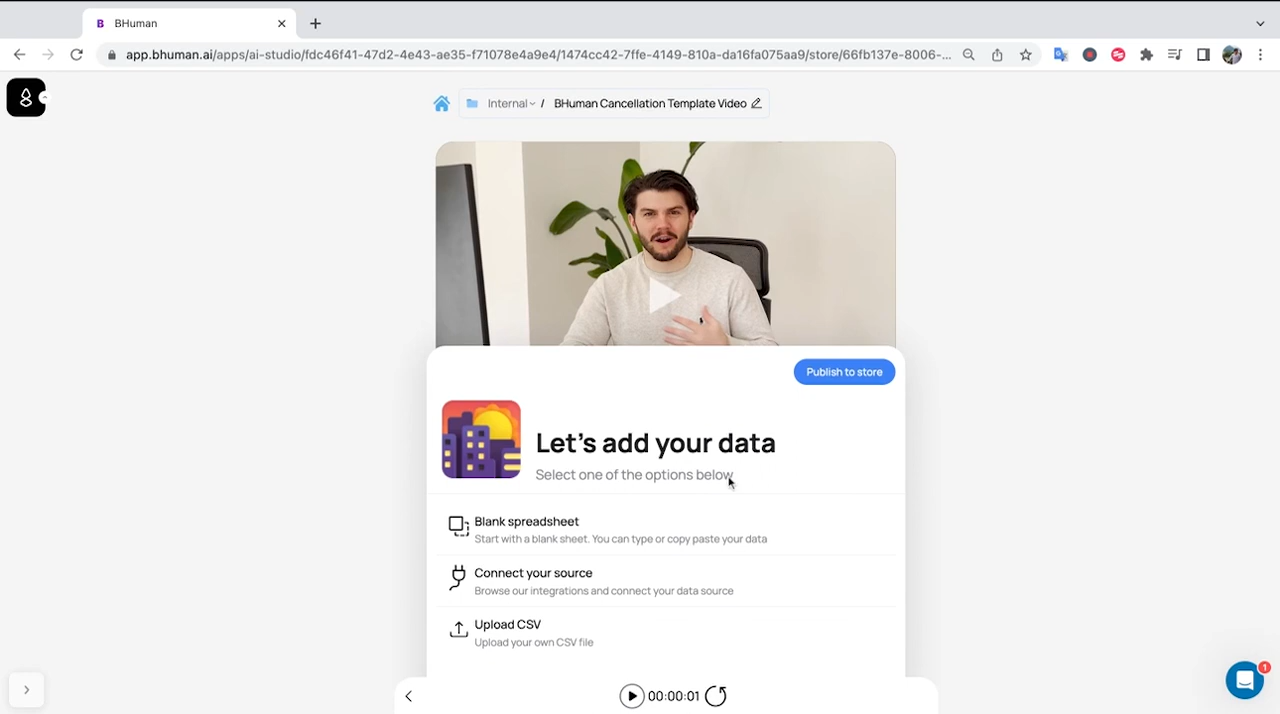 BHuman
app.bhuman.ai/apps/ai-studio/fdc46f41-47d2-4e43-ae35-f71078e4a9e4/1474cc42-7ffe-4149-810a-da16fa075aa9/store/66fb137e-8006-...
Internal / BHuman Cancellation Template Video
Publish to store
Let's add your data
Select one of the options below
Blank spreadsheet
Start with a blank sheet. You can type or copy paste your data
Connect your source
Browse our integrations and connect your data source
Upload CSV
Upload your own CSV file
00:00:01
1